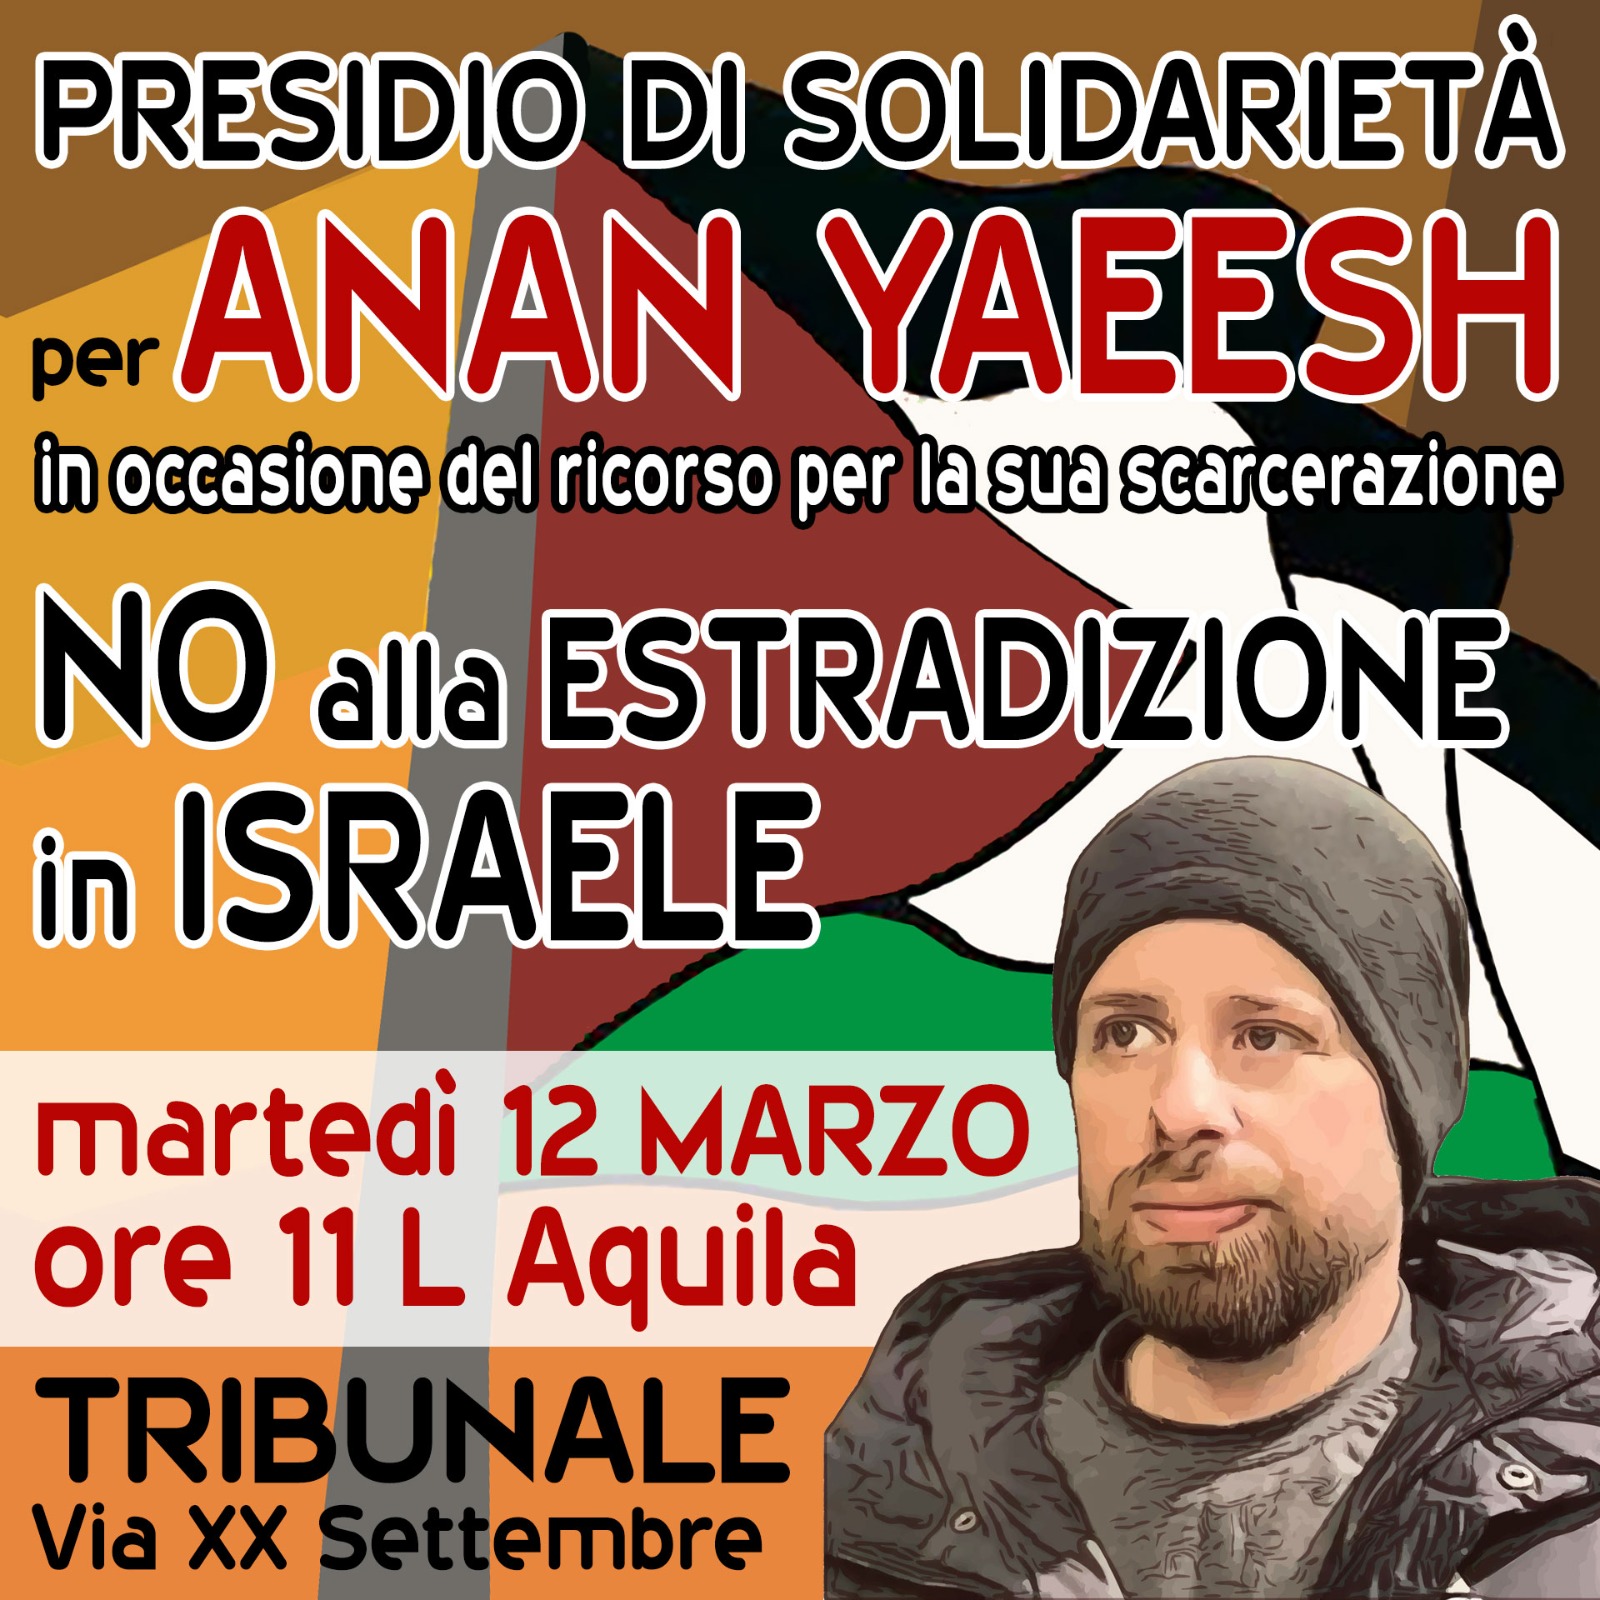 PRESIDIO DI SOLIDARIETÀ
per ANAN YAEESH
in occasione del ricorso per la sua scarcerazione
NO alla ESTRADIZIONE
in ISRAELE
martedì 12 MARZO
ore 11 L Aquila
TRIBUNALE
Via XX Settembre